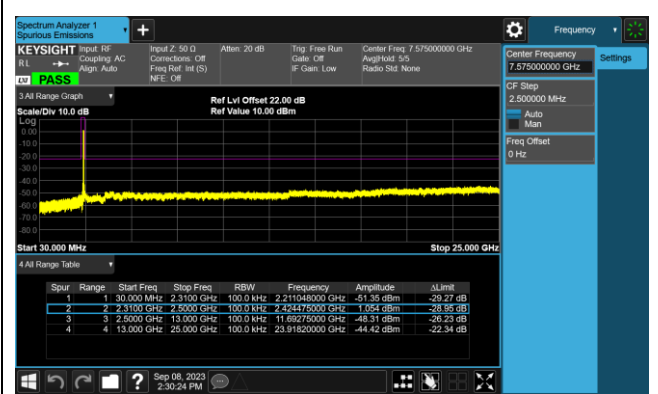 Spectrum Analyzer 1
Spurious Emissions
Frequency
KEYSIGHT Input: RF Input Z: 50 Ω Atten: 20 dB Trig: Free Run Center Freq: 7.575000000 GHz
RL Coupling: AC Corrections: Off Gate: Off Avg|Hold: 5/5
Align: Auto Freq Ref: Int (S) IF Gain: Low Radio Std: None
LXI PASS NFE: Off
Center Frequency
7.575000000 GHz
Settings
CF Step
2.500000 MHz
Auto
Man
Freq Offset
0 Hz
3 All Range Graph
Ref Lvl Offset 22.00 dB
Scale/Div 10.0 dB Ref Value 10.00 dBm
Log
0.00
-10.0
-20.0
-30.0
-40.0
-50.0
-60.0
-70.0
-80.0
Start 30.000 MHz Stop 25.000 GHz
4 All Range Table
Spur Range Start Freq Stop Freq RBW Frequency Amplitude ΔLimit
1 1 30.000 MHz 2.3100 GHz 100.0 kHz 2.211048000 GHz -51.35 dBm -29.27 dB
2 2 2.3100 GHz 2.5000 GHz 100.0 kHz 2.424475000 GHz 1.054 dBm -28.95 dB
3 3 2.5000 GHz 13.000 GHz 100.0 kHz 11.69275000 GHz -48.31 dBm -26.23 dB
4 4 13.000 GHz 25.000 GHz 100.0 kHz 23.91820000 GHz -44.42 dBm -22.34 dB
Sep 08, 2023
2:30:24 PM